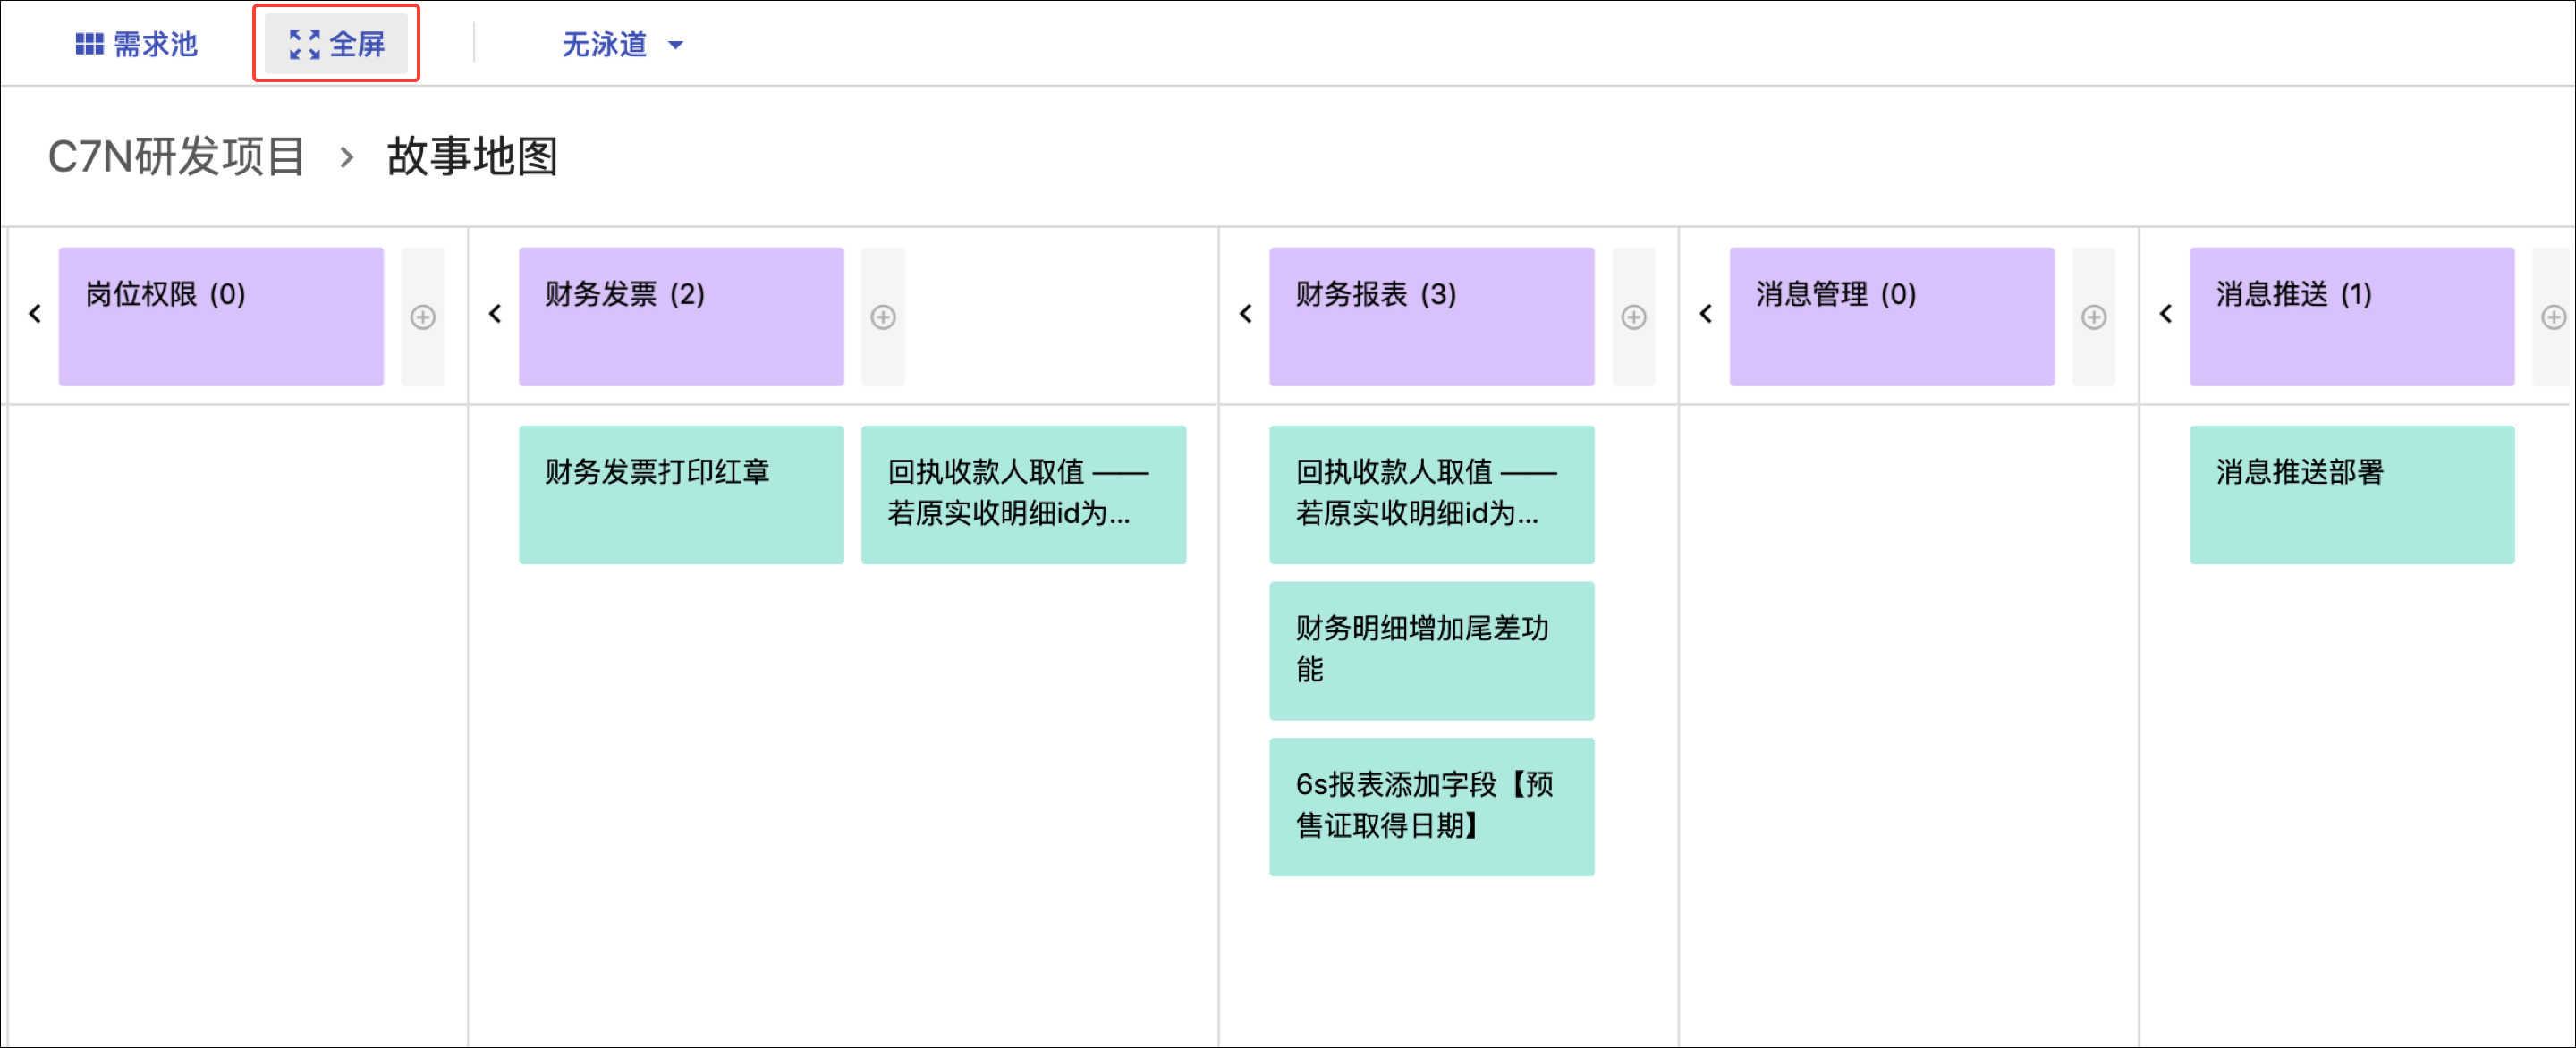 需求池
全屏
无泳道
C7N研发项目 > 故事地图
岗位权限 (0)
财务发票 (2)
财务报表 (3)
消息管理 (0)
消息推送 (1)
财务发票打印红章
回执收款人取值 ——
若原实收明细id为...
回执收款人取值 ——
若原实收明细id为...
财务明细增加尾差功
能
6s报表添加字段【预
售证取得日期】
消息推送部署